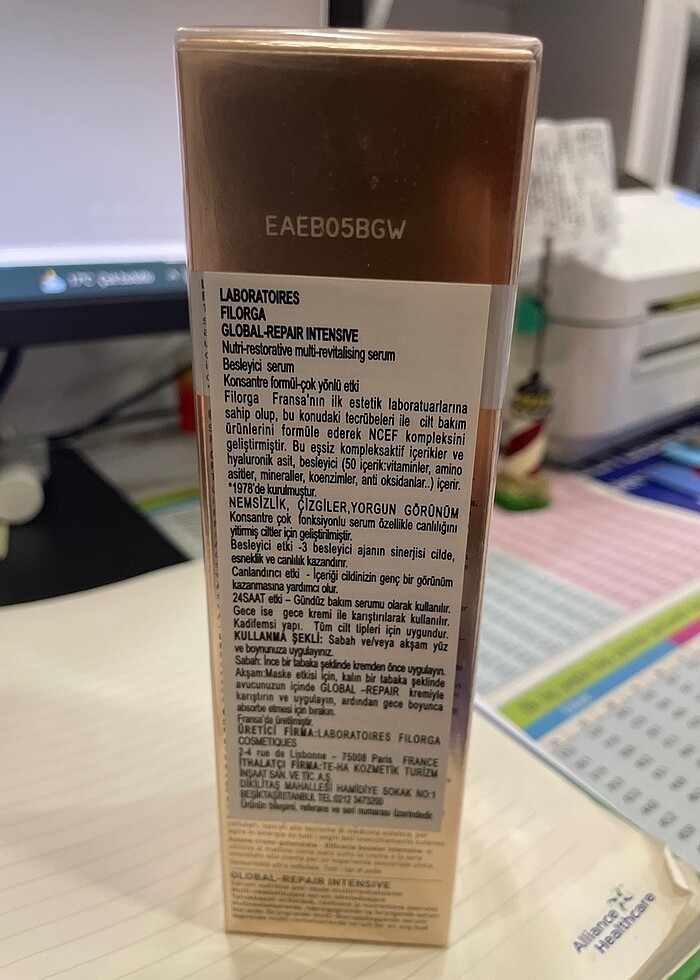 EAEB05BGW
LABORATOIRES
FILORGA
GLOBAL-REPAIR INTENSIVE
Nutri-restorative multi-revitalising serum
Besleyici serum
Konsantre formül-çok yönlü etki
Filorga Fransa'nın ilk estetik laboratuarlarına
sahip olup, bu konudaki tecrübeleri ile cilt bakım
ürünlerini formüle ederek NCEF kompleksini
geliştirmiştir. Bu eşsiz kompleksaktif içerikler ve
hyaluronik asit, besleyici (50 içerik:vitaminler, amino
asitler, mineraller, koenzimler, anti oksidanlar..) içerir.
*1978'de kurulmuştur.
NEMSİZLİK, ÇİZGİLER,YORGUN GÖRÜNÜM
Konsantre çok fonksiyonlu serum özellikle canlılığını
yitirmiş ciltler için geliştirilmiştir.
Besleyici etki -3 besleyici ajanın sinerjisi cilde,
esneklik ve canlılık kazandırır.
Canlandırıcı etki - İçeriği cildinizin genç bir görünüm
kazanmasına yardımcı olur.
24SAAT etki – Gündüz bakım serumu olarak kullanılır.
Gece ise gece kremi ile karıştırılarak kullanılır.
Kadifemsi yapı. Tüm cilt tipleri için uygundur.
KULLANMA ŞEKLİ: Sabah ve/veya akşam yüz
ve boynunuza uygulayınız.
Sabah: İnce bir tabaka şeklinde kremden önce uygulayın.
Akşam:Maske etkisi için, kalın bir tabaka şeklinde
avucunuzun içinde GLOBAL –REPAIR kremiyle
karıştırın ve uygulayın, ardından gece boyunca
absorbe etmesi için bırakın.
Fransa'da üretilmiştir.
ÜRETİCİ FİRMA:LABORATOIRES FILORGA
COSMETIQUES
2-4 rue de Lisbonne – 75008 Paris FRANCE
İTHALATÇI FİRMA:TE-HA KOZMETİK TURİZM
İNŞAAT SAN. VE TİC. A.Ş.
DİKİLİTAŞ MAHALLESİ HAMİDİYE SOKAK NO:1
BEŞİKTAŞ/İSTANBUL TEL:0212 3473200
Ürünün bileşimi, referans ve seri numarası üzerindedir.
GLOBAL-REPAIR INTENSIVE
Alliance
Healthcare
17°C